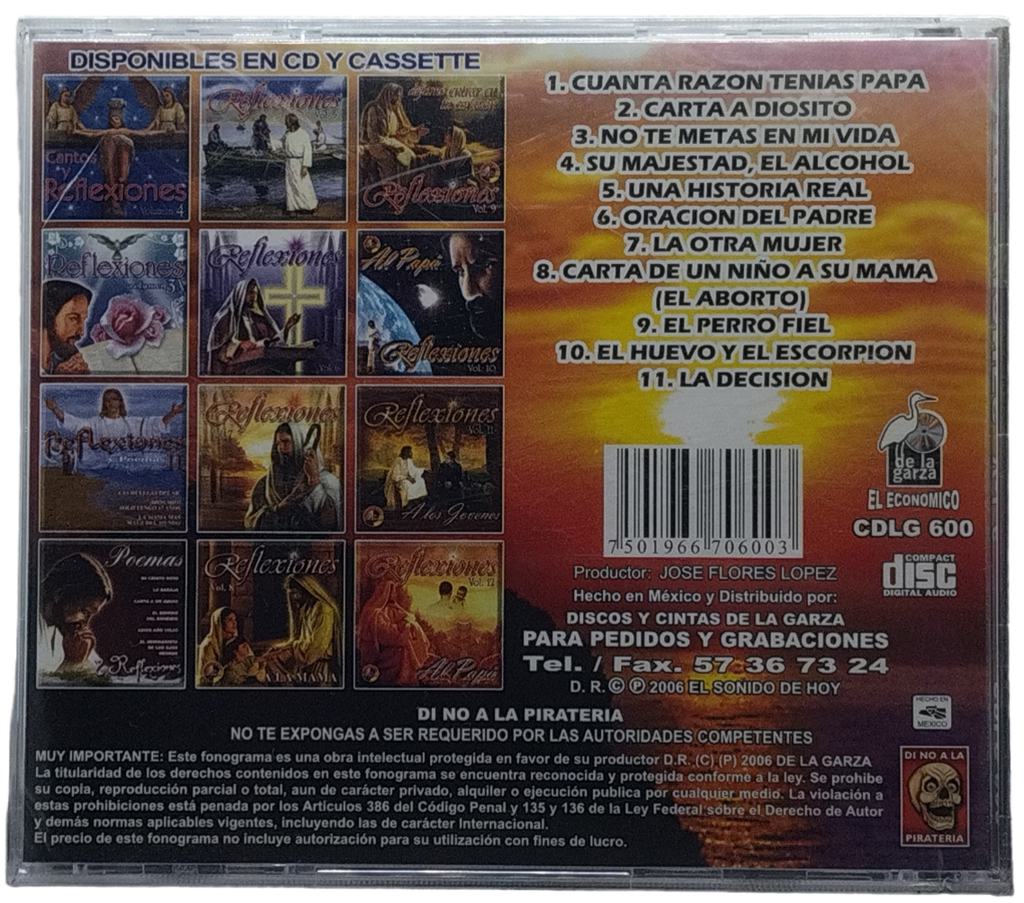 DISPONIBLES EN CD Y CASSETTE
Cantos
y
Reflexiones
Volumen 4
Reflexiones
Reflexiones
Vol. 9
Reflexiones
Reflexiones
Al Papá
Reflexiones
Vol. 10
Reflexiones
y Poemas
Reflexiones
Reflexiones
Vol. 11
A los Jovenes
Poemas
y Reflexiones
Reflexiones
Vol. 8
A LA MAMA
Reflexiones
Vol. 12
Al Papá
1. CUANTA RAZON TENIAS PAPA
2. CARTA A DIOSITO
3. NO TE METAS EN MI VIDA
4. SU MAJESTAD, EL ALCOHOL
5. UNA HISTORIA REAL
6. ORACION DEL PADRE
7. LA OTRA MUJER
8. CARTA DE UN NIÑO A SU MAMA
(EL ABORTO)
9. EL PERRO FIEL
10. EL HUEVO Y EL ESCORPION
11. LA DECISION
de la
garza
EL ECONOMICO
CDLG 600
7501966706003
COMPACT
disc
DIGITAL AUDIO
Productor: JOSE FLORES LOPEZ
Hecho en México y Distribuido por:
DISCOS Y CINTAS DE LA GARZA
PARA PEDIDOS Y GRABACIONES
Tel. / Fax. 57 36 73 24
D. R. © ℗ 2006 EL SONIDO DE HOY
HECHO EN
MEXICO
DI NO A LA PIRATERIA
NO TE EXPONGAS A SER REQUERIDO POR LAS AUTORIDADES COMPETENTES
MUY IMPORTANTE: Este fonograma es una obra intelectual protegida en favor de su productor D.R. (C) (P) 2006 DE LA GARZA
La titularidad de los derechos contenidos en este fonograma se encuentra reconocida y protegida conforme a la ley. Se prohibe
su copia, reproducción parcial o total, aun de carácter privado, alquiler o ejecución publica por cualquier medio. La violación a
estas prohibiciones está penada por los Articulos 386 del Código Penal y 135 y 136 de la Ley Federal sobre el Derecho de Autor
y demás normas aplicables vigentes, incluyendo las de carácter Internacional.
El precio de este fonograma no incluye autorización para su utilización con fines de lucro.
DI NO A LA
PIRATERIA